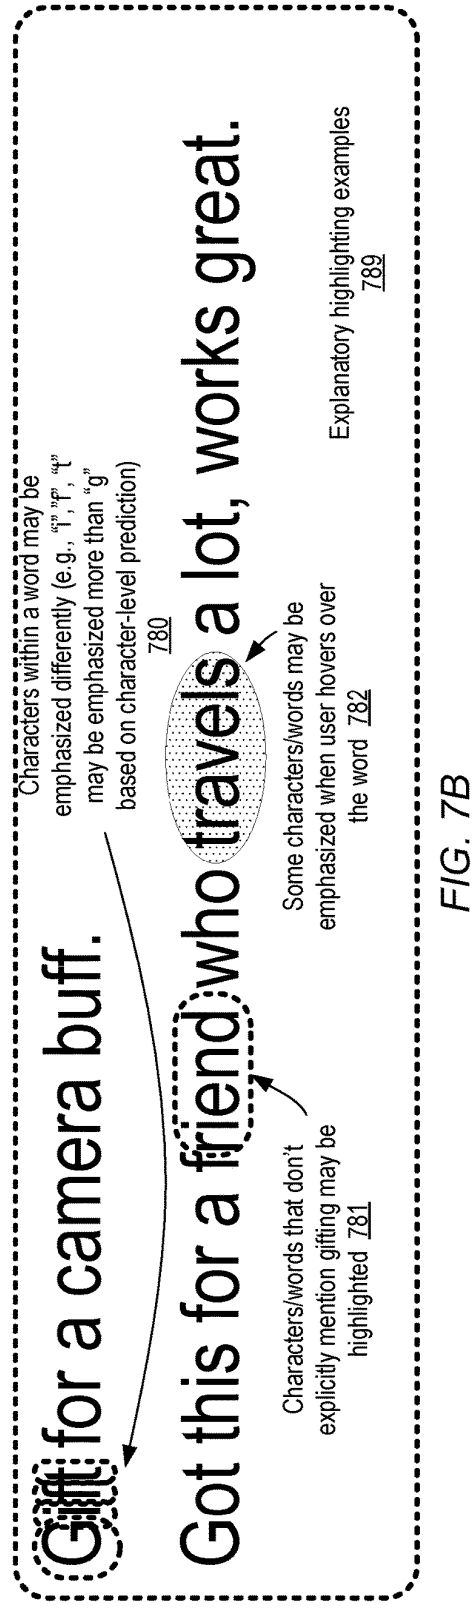 Gift for a camera buff.
Characters within a word may be
emphasized differently (e.g., "i","f", "t"
may be emphasized more than "g"
based on character-level prediction)
780
Got this for a friend who travels a lot, works great.
Characters/words that don't
explicitly mention gifting may be
highlighted 781
Some characters/words may be
emphasized when user hovers over
the word 782
Explanatory highlighting examples
789
FIG. 7B